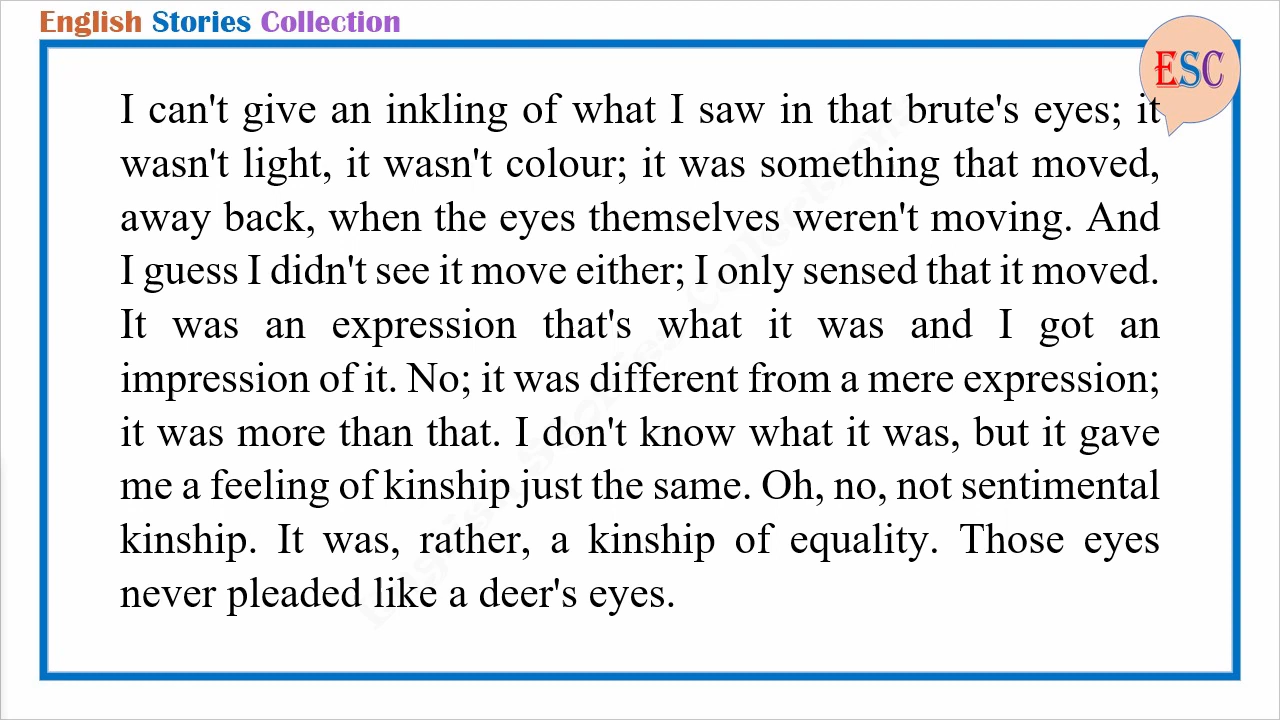 English Stories Collection
ESC
I can't give an inkling of what I saw in that brute's eyes; it
wasn't light, it wasn't colour; it was something that moved,
away back, when the eyes themselves weren't moving. And
I guess I didn't see it move either; I only sensed that it moved.
It was an expression that's what it was and I got an
impression of it. No; it was different from a mere expression;
it was more than that. I don't know what it was, but it gave
me a feeling of kinship just the same. Oh, no, not sentimental
kinship. It was, rather, a kinship of equality. Those eyes
never pleaded like a deer's eyes.